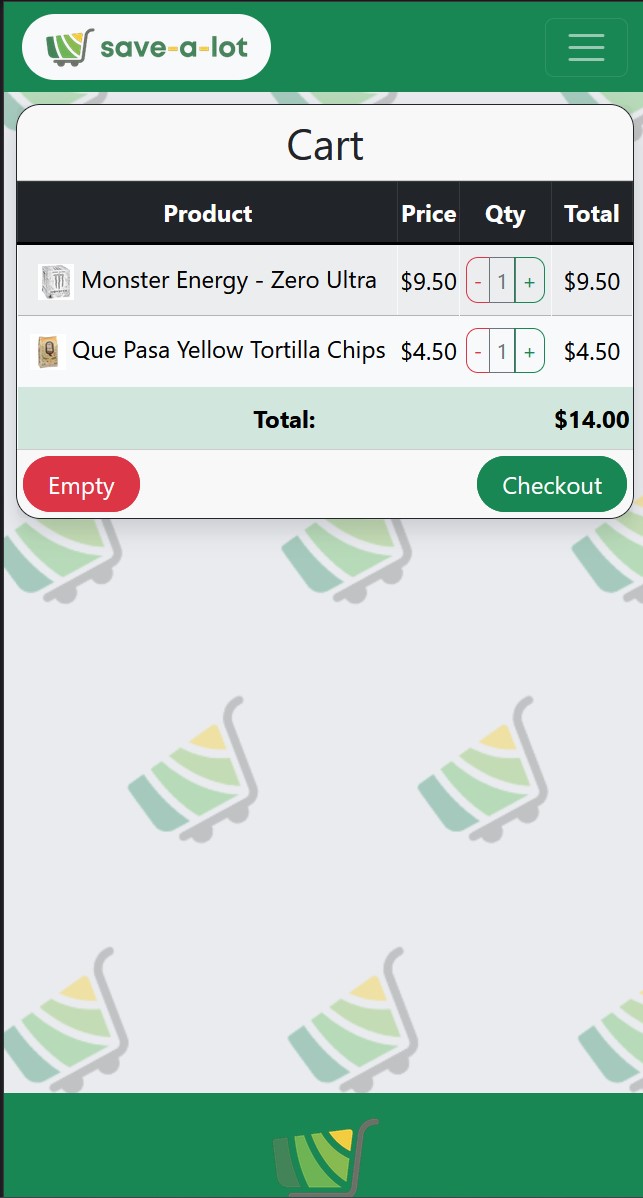 save-a-lot
Cart
Product Price Qty Total
Monster Energy - Zero Ultra $9.50 - 1 + $9.50
Que Pasa Yellow Tortilla Chips $4.50 - 1 + $4.50
Total: $14.00
Empty Checkout